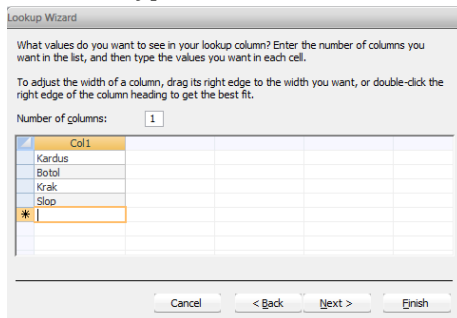 Lookup Wizard
What values do you want to see in your lookup column? Enter the number of columns you
want in the list, and then type the values you want in each cell.
To adjust the width of a column, drag its right edge to the width you want, or double-click the
right edge of the column heading to get the best fit.
Number of columns: 1
Col1
Kardus
Botol
Krak
Slop
*
Cancel < Back Next > Finish